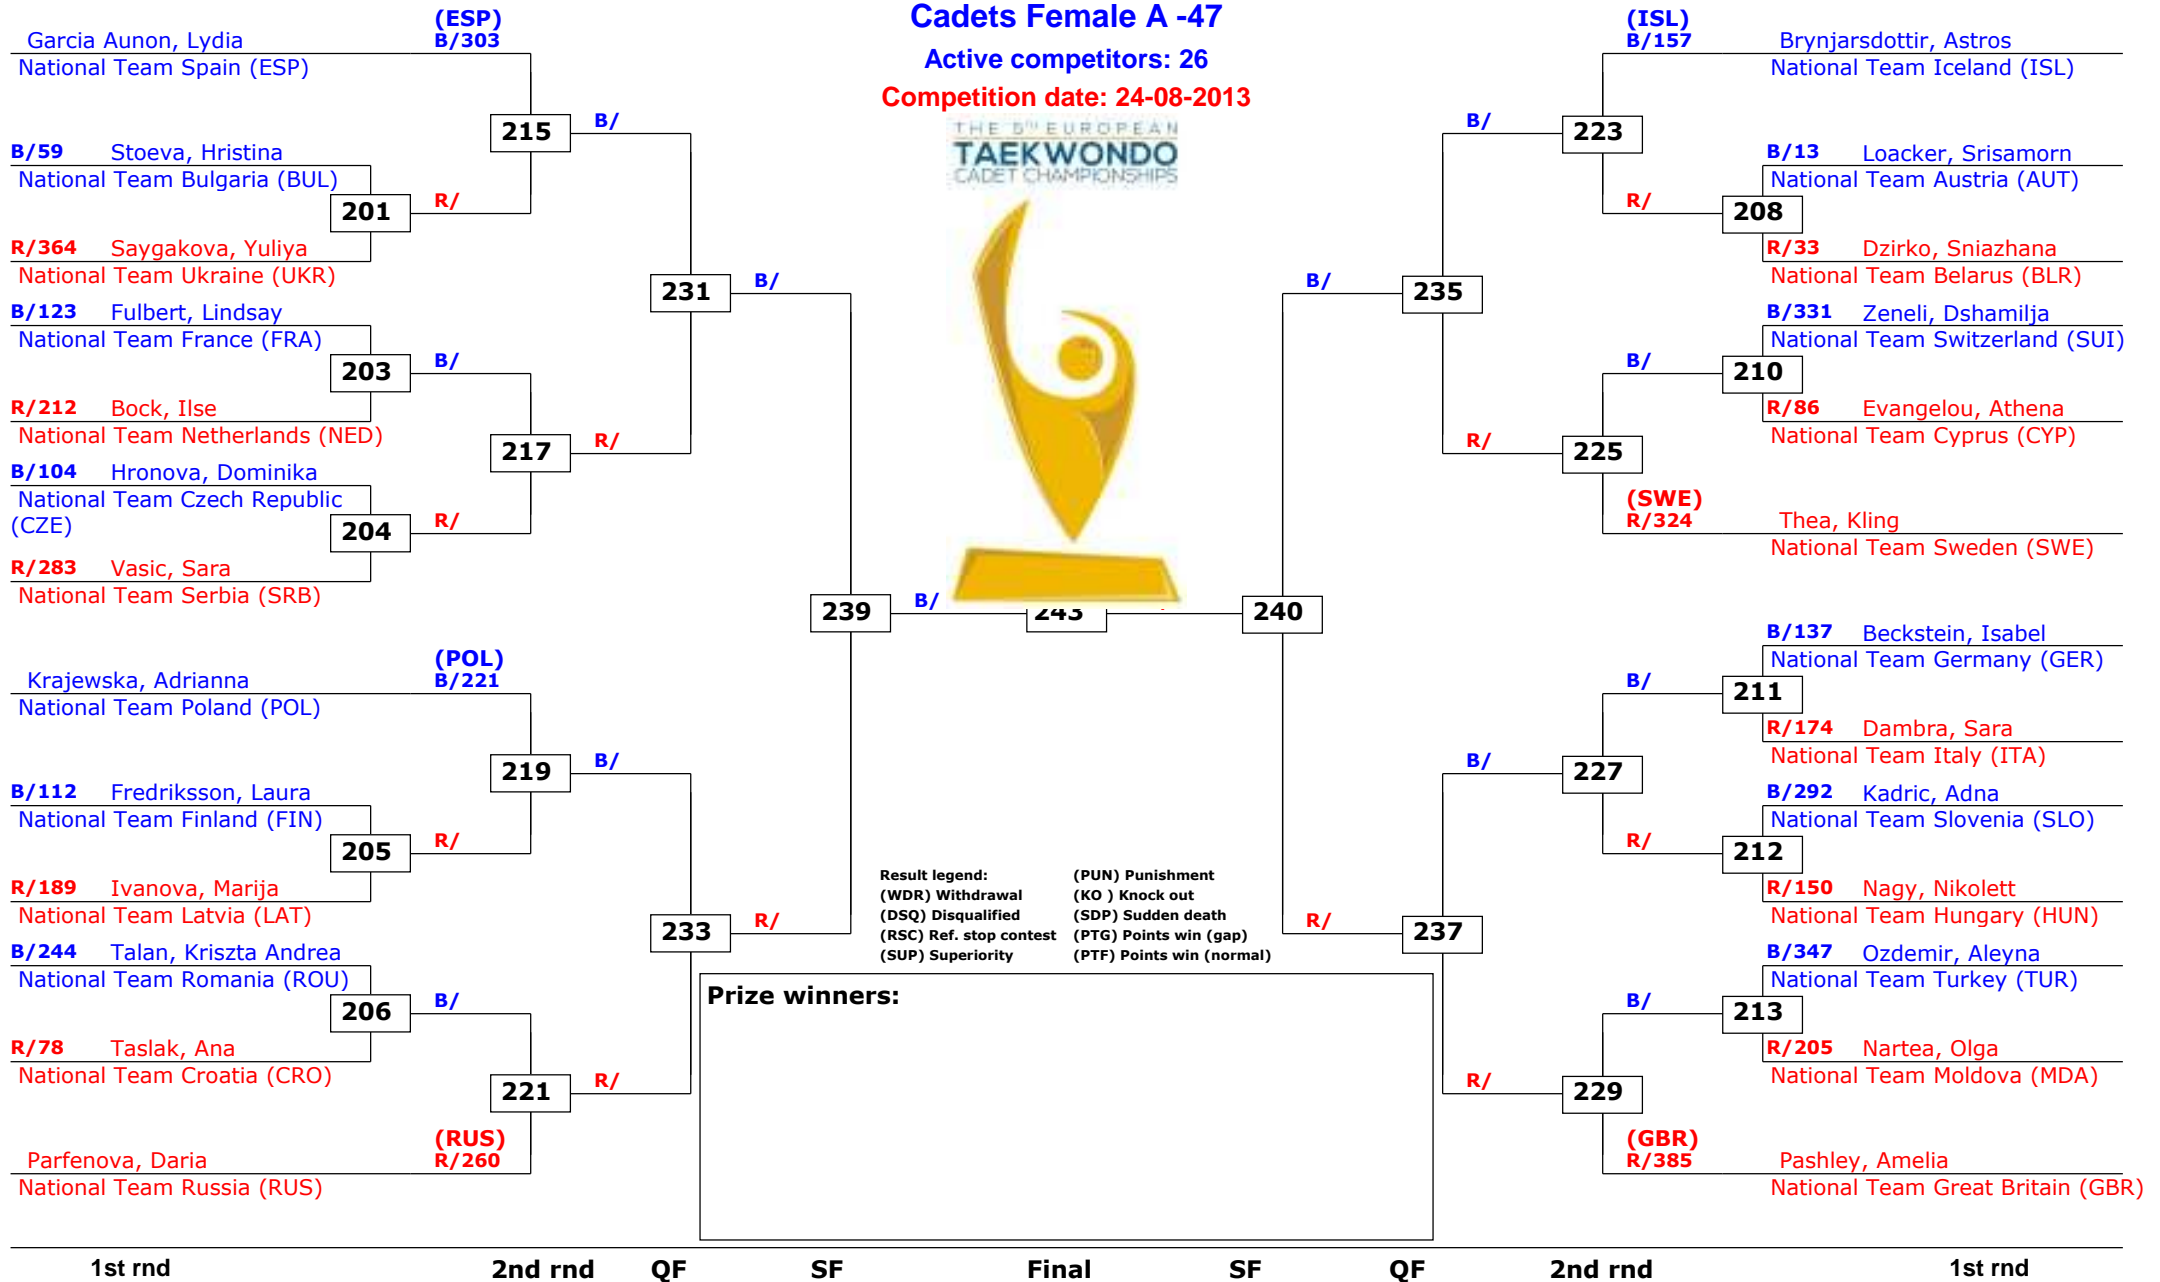 Cadets Female A -47
Active competitors: 26
Competition date: 24-08-2013
THE 5TH EUROPEAN
TAEKWONDO
CADET CHAMPIONSHIPS
(ESP)
Garcia Aunon, Lydia B/303
National Team Spain (ESP)
215 B/
B/59 Stoeva, Hristina
National Team Bulgaria (BUL)
201 R/
R/364 Saygakova, Yuliya
National Team Ukraine (UKR)
231 B/
B/123 Fulbert, Lindsay
National Team France (FRA)
203 B/
R/212 Bock, Ilse
National Team Netherlands (NED)
217 R/
B/104 Hronova, Dominika
National Team Czech Republic
(CZE)
204 R/
R/283 Vasic, Sara
National Team Serbia (SRB)
239 B/ 243 240
(POL)
Krajewska, Adrianna B/221
National Team Poland (POL)
219 B/
B/112 Fredriksson, Laura
National Team Finland (FIN)
205 R/
R/189 Ivanova, Marija
National Team Latvia (LAT)
233 R/
B/244 Talan, Kriszta Andrea
National Team Romania (ROU)
206 B/
R/78 Taslak, Ana
National Team Croatia (CRO)
221 R/
(RUS)
Parfenova, Daria R/260
National Team Russia (RUS)
(ISL)
B/157 Brynjarsdottir, Astros
National Team Iceland (ISL)
B/ 223
B/13 Loacker, Srisamorn
National Team Austria (AUT)
R/ 208
R/33 Dzirko, Sniazhana
National Team Belarus (BLR)
B/ 235
B/331 Zeneli, Dshamilja
National Team Switzerland (SUI)
B/ 210
R/86 Evangelou, Athena
National Team Cyprus (CYP)
R/ 225
(SWE)
R/324 Thea, Kling
National Team Sweden (SWE)
B/137 Beckstein, Isabel
National Team Germany (GER)
B/ 211
R/174 Dambra, Sara
National Team Italy (ITA)
B/ 227
B/292 Kadric, Adna
National Team Slovenia (SLO)
R/ 212
R/150 Nagy, Nikolett
National Team Hungary (HUN)
R/ 237
B/347 Ozdemir, Aleyna
National Team Turkey (TUR)
B/ 213
R/205 Nartea, Olga
National Team Moldova (MDA)
R/ 229
(GBR)
R/385 Pashley, Amelia
National Team Great Britain (GBR)
Result legend: (PUN) Punishment
(WDR) Withdrawal (KO ) Knock out
(DSQ) Disqualified (SDP) Sudden death
(RSC) Ref. stop contest (PTG) Points win (gap)
(SUP) Superiority (PTF) Points win (normal)
Prize winners:
1st rnd 2nd rnd QF SF Final SF QF 2nd rnd 1st rnd